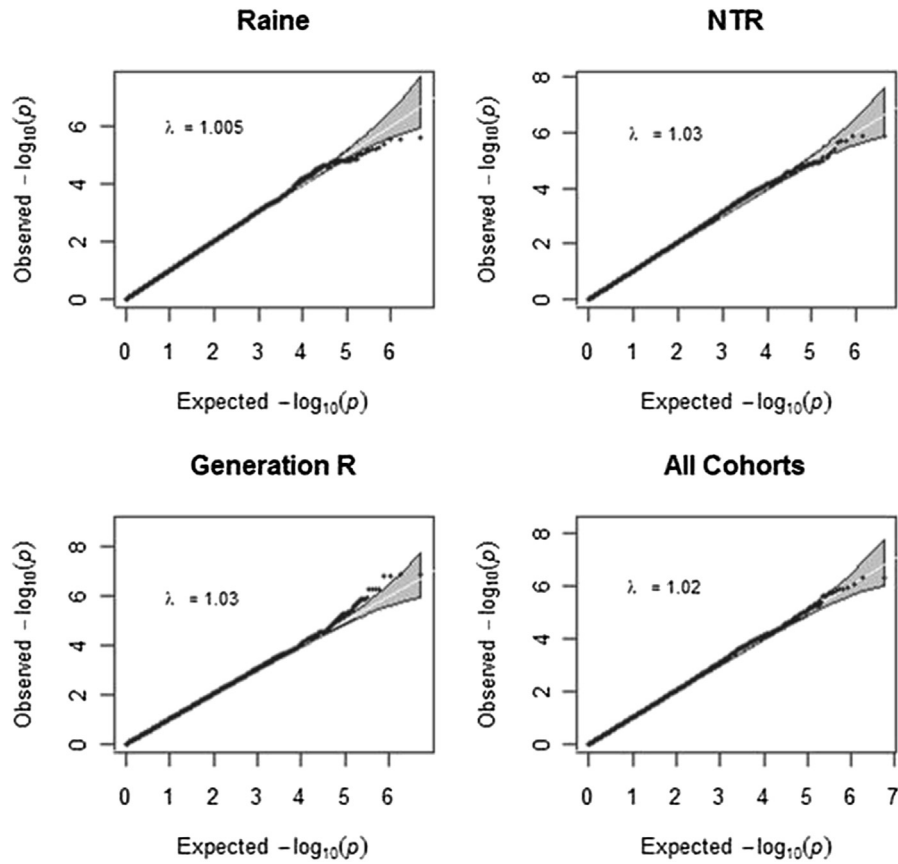 Raine
NTR
Observed −log10(p)
6
4
2
0
λ = 1.005
0 1 2 3 4 5 6
Expected −log10(p)
Observed −log10(p)
8
6
4
2
0
λ = 1.03
0 1 2 3 4 5 6
Expected −log10(p)
Generation R
All Cohorts
Observed −log10(p)
8
6
4
2
0
λ = 1.03
0 1 2 3 4 5 6
Expected −log10(p)
Observed −log10(p)
8
6
4
2
0
λ = 1.02
0 1 2 3 4 5 6 7
Expected −log10(p)